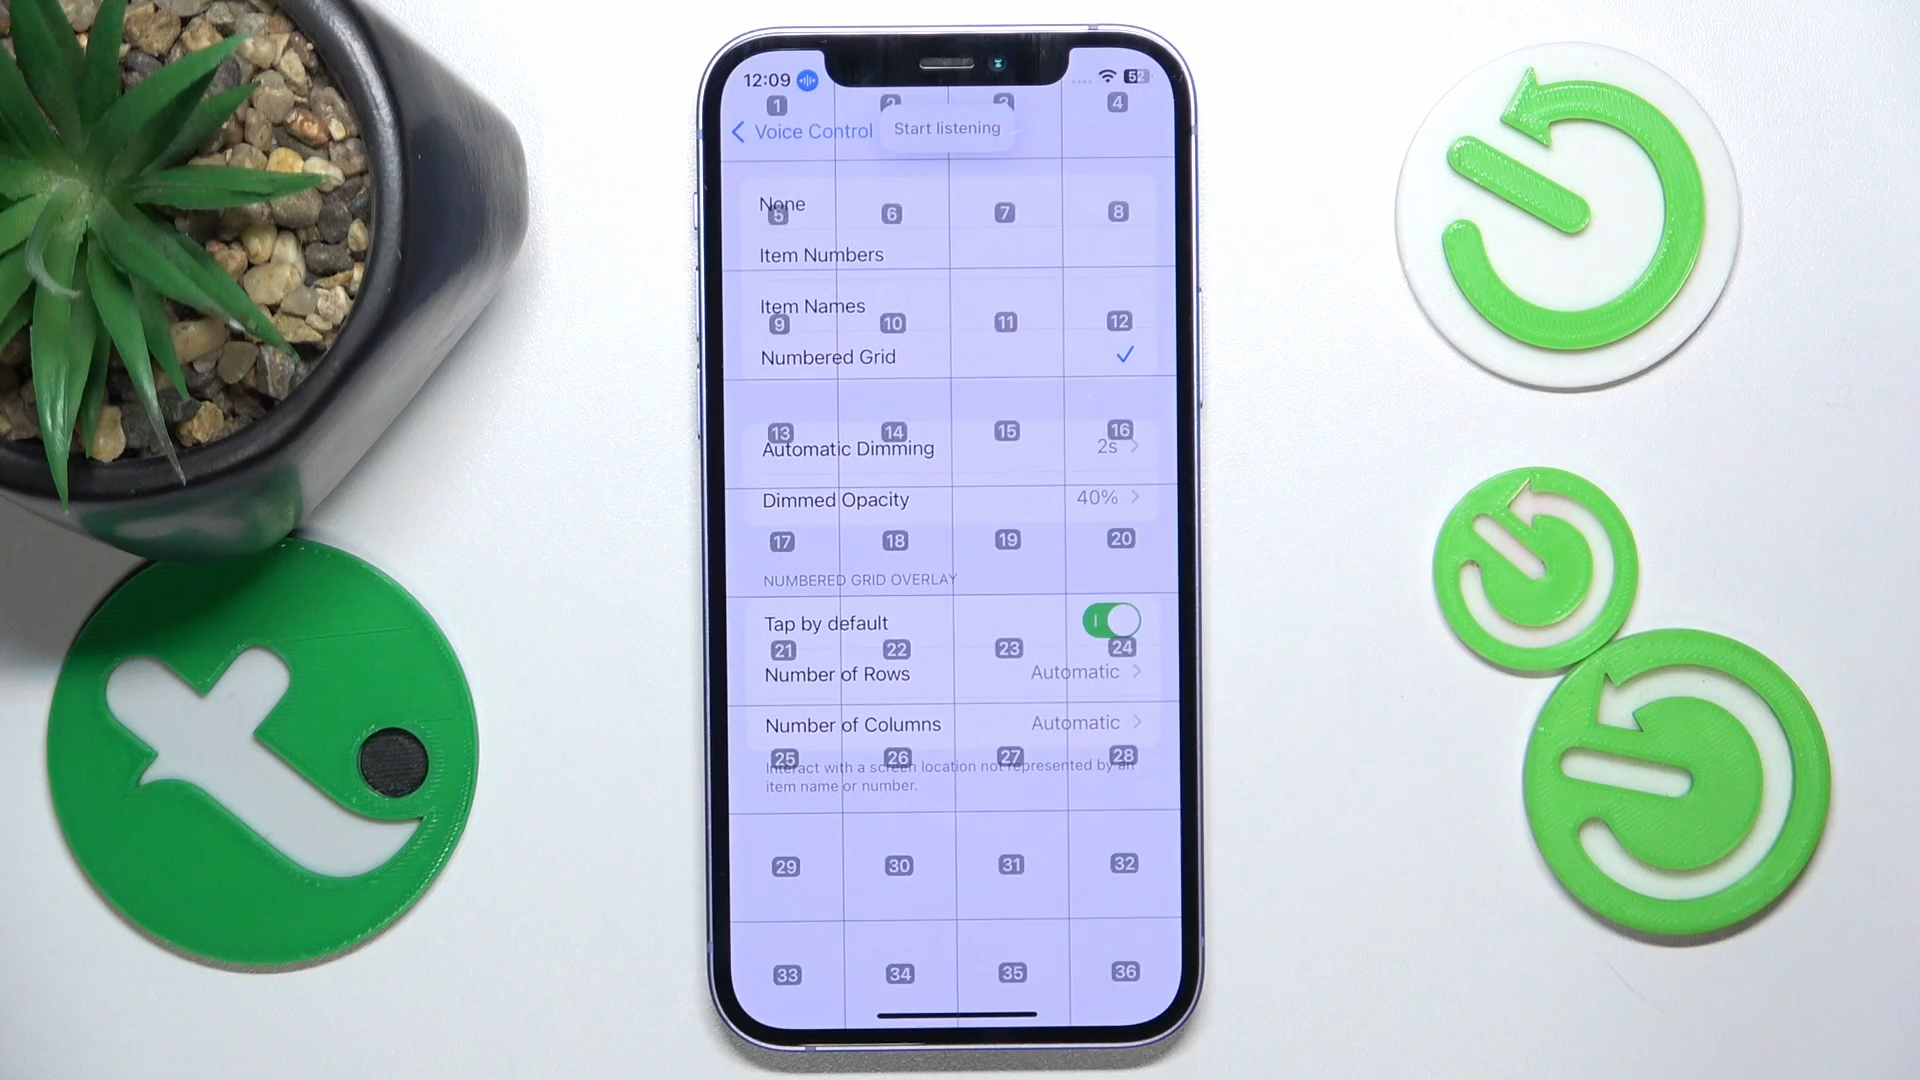 12:09 52
1 2 3 4
Voice Control Start listening
None
5 6 7 8
Item Numbers
Item Names
9 10 11 12
Numbered Grid
13 14 15 16
Automatic Dimming 2s
Dimmed Opacity 40%
17 18 19 20
NUMBERED GRID OVERLAY
Tap by default
21 22 23 24
Number of Rows Automatic
Number of Columns Automatic
25 26 27 28
Interact with a screen location not represented by an
item name or number.
29 30 31 32
33 34 35 36